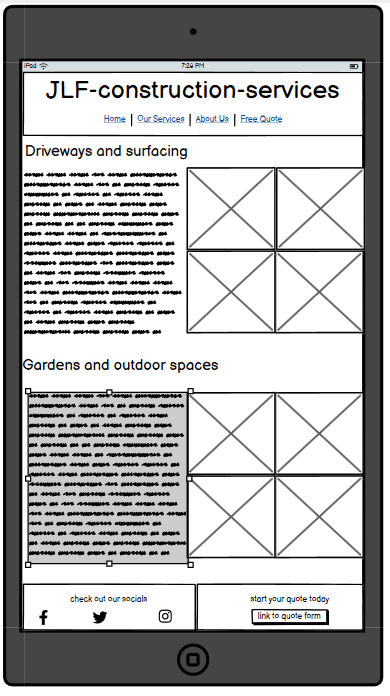 iPad 7:26 PM
JLF-construction-services
Home | Our Services | About Us | Free Quote
Driveways and surfacing
Gardens and outdoor spaces
check out our socials
start your quote today
link to quote form